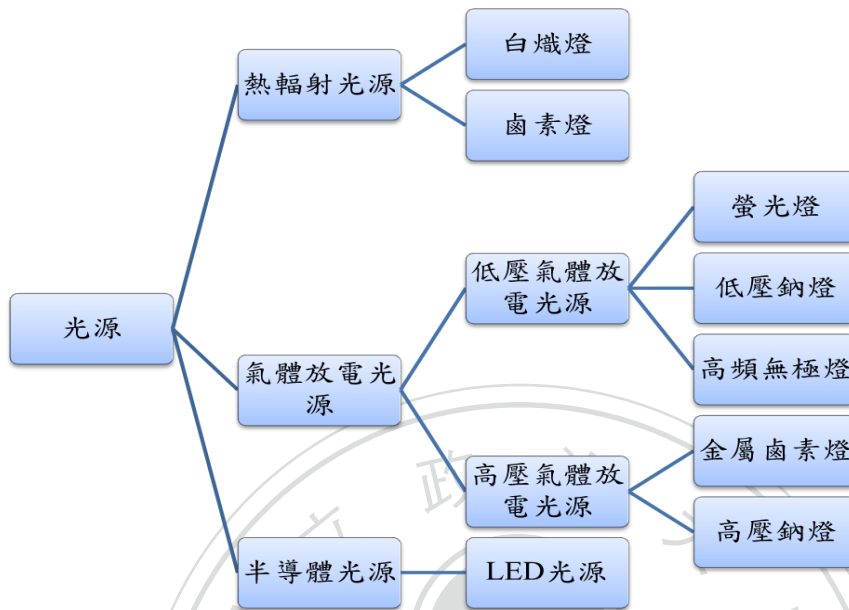 白熾燈
熱輻射光源
鹵素燈
螢光燈
低壓氣體放
電光源
低壓鈉燈
光源
高頻無極燈
氣體放電光
源
金屬鹵素燈
高壓氣體放
電光源
高壓鈉燈
半導體光源
LED光源
立政